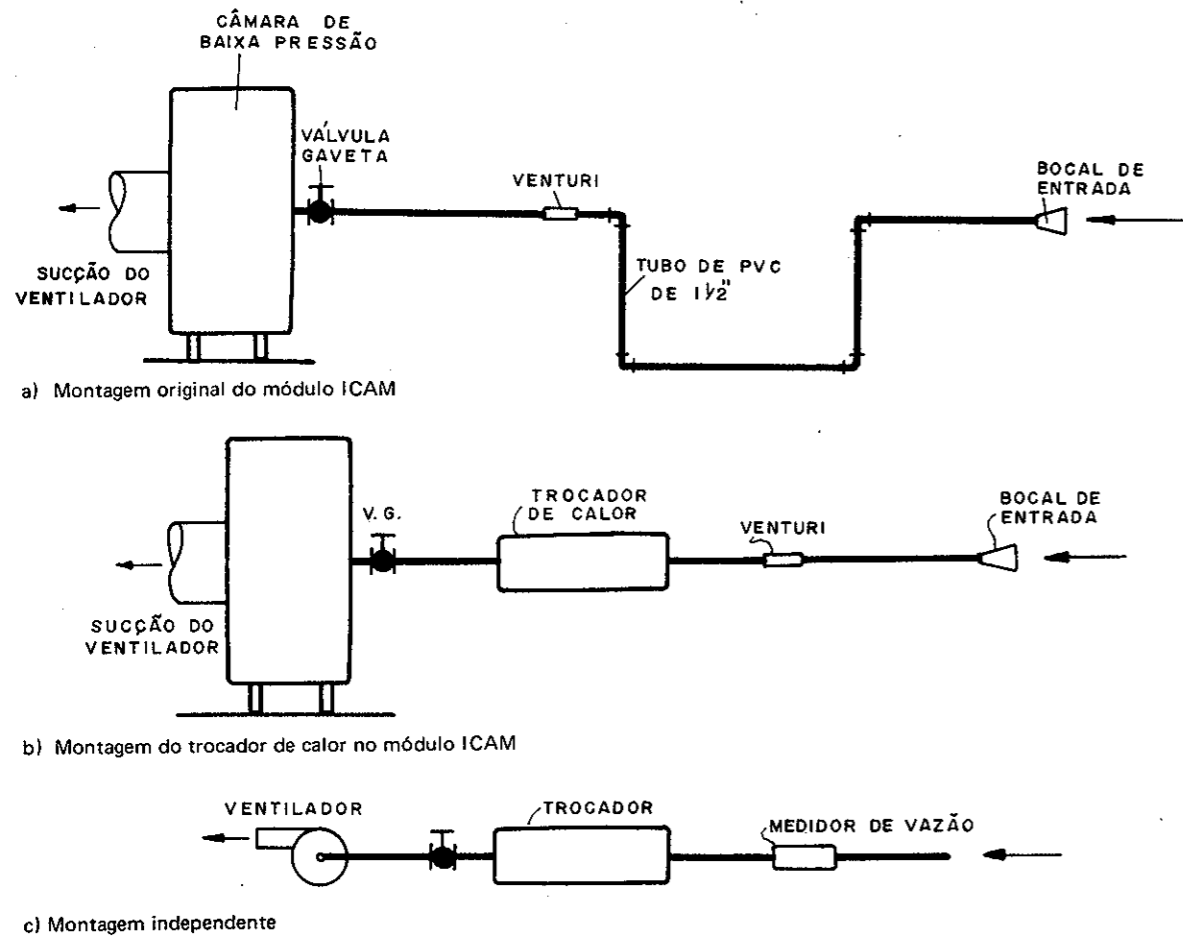 CÂMARA DE
BAIXA PRESSÃO
VÁLVULA
GAVETA
VENTURI
BOCAL DE
ENTRADA
SUCÇÃO DO
VENTILADOR
TUBO DE PVC
DE 1½"
a) Montagem original do módulo ICAM
V.G.
TROCADOR
DE CALOR
VENTURI
BOCAL DE
ENTRADA
SUCÇÃO DO
VENTILADOR
b) Montagem do trocador de calor no módulo ICAM
VENTILADOR
TROCADOR
MEDIDOR DE VAZÃO
c) Montagem independente